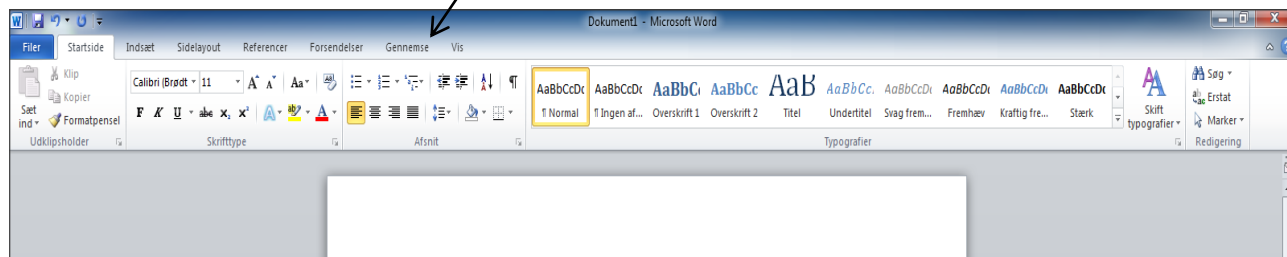 Dokument1 - Microsoft Word
Filer Startside Indsæt Sidelayout Referencer Forsendelser Gennemse Vis
Sæt ind
Klip
Kopier
Formatpensel
Udklipsholder
Calibri (Brødt 11 A A Aa
F K U abe x₂ x² A ab A
Skrifttype
Afsnit
AaBbCcDc AaBbCcDc AaBbC AaBbCc AaB AaBbCc. AaBbCcDc AaBbCcDc AaBbCcDc AaBbCcDc
¶ Normal ¶ Ingen af... Overskrift 1 Overskrift 2 Titel Undertitel Svag frem... Fremhæv Kraftig fre... Stærk
Skift typografier
Typografier
Søg
Erstat
Marker
Redigering